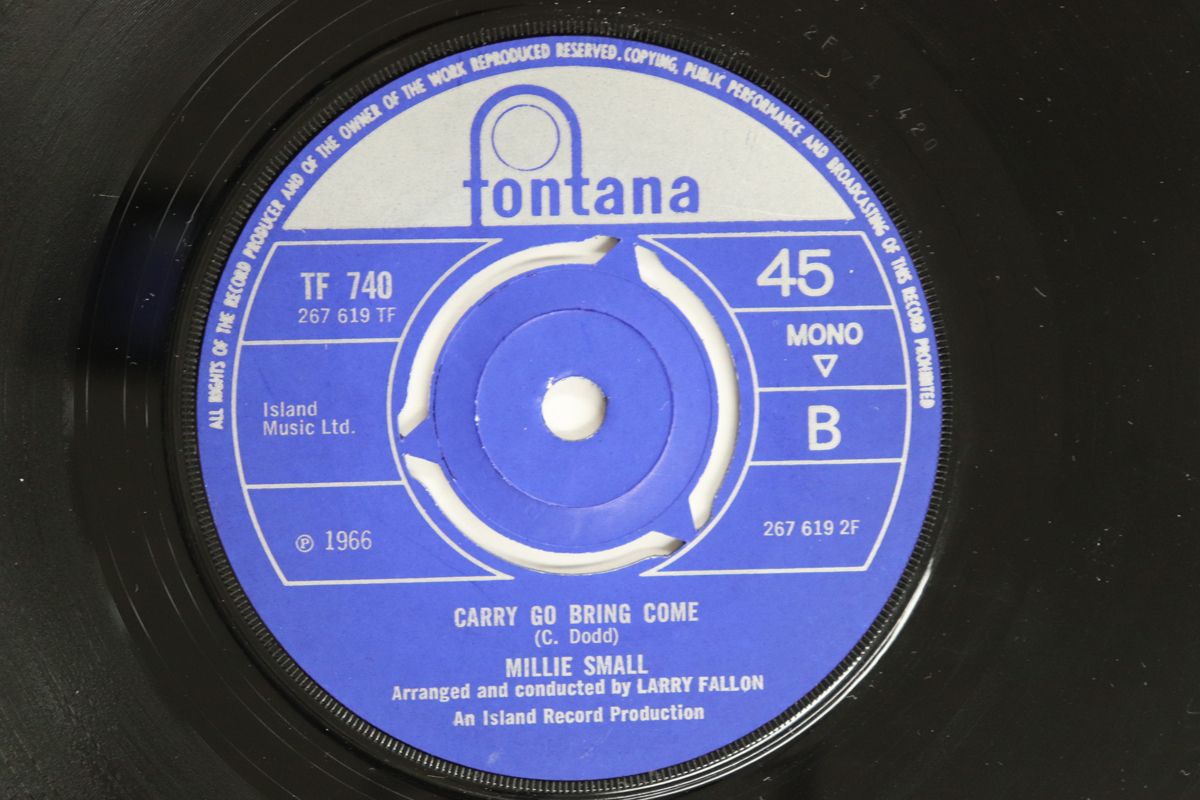 ALL RIGHTS OF THE RECORD PRODUCER AND OF THE OWNER OF THE WORK REPRODUCED RESERVED. COPYING, PUBLIC PERFORMANCE AND BROADCASTING OF THIS RECORD PROHIBITED
fontana
TF 740
267 619 TF
Island
Music Ltd.
℗ 1966
45
MONO
▽
B
267 619 2F
CARRY GO BRING COME
(C. Dodd)
MILLIE SMALL
Arranged and conducted by LARRY FALLON
An Island Record Production
420